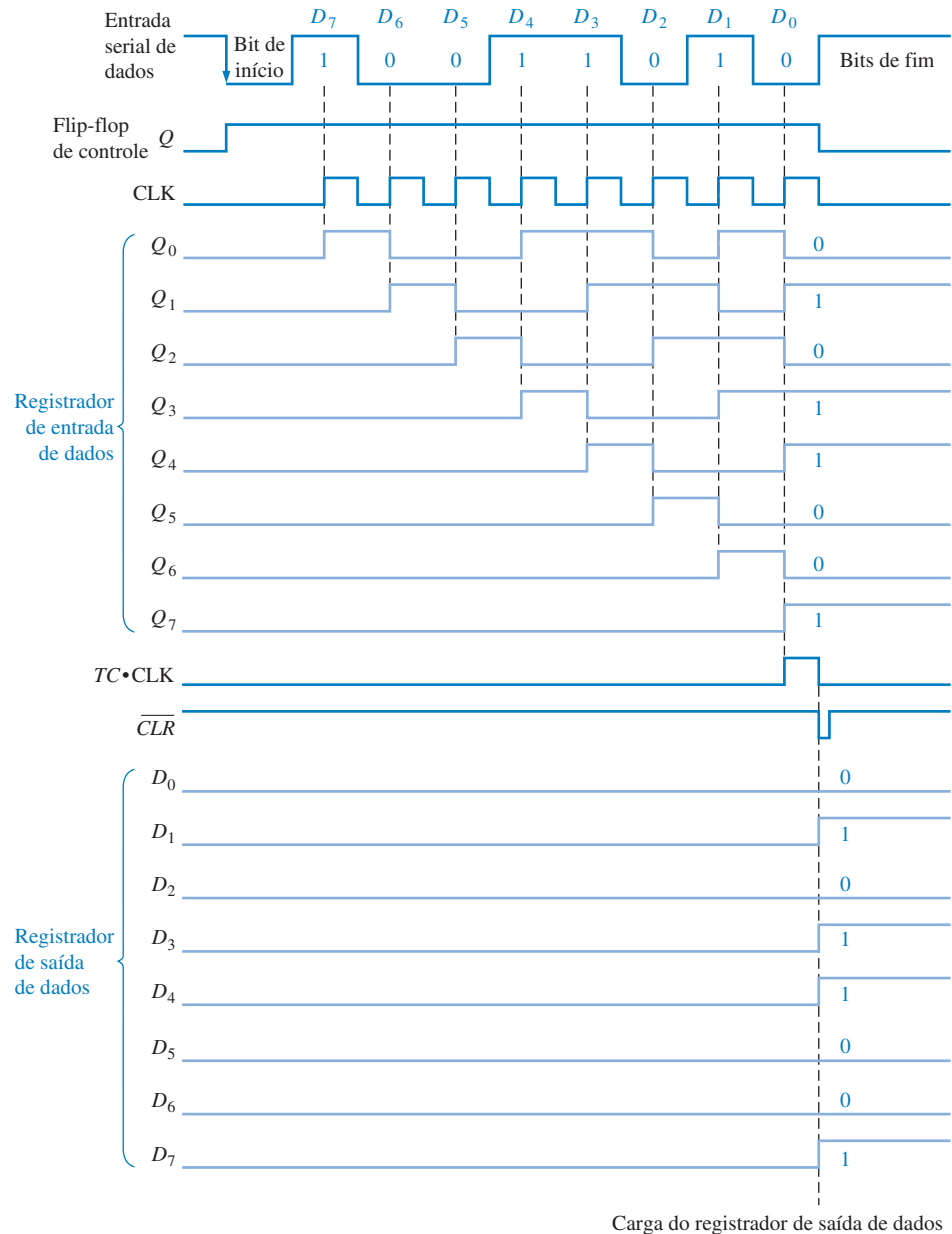 D7 D6 D5 D4 D3 D2 D1 D0
Entrada
serial de
dados
Bit de
início
1 0 0 1 1 0 1 0
Bits de fim
Flip-flop
de controle Q
CLK
Registrador
de entrada
de dados
Q0 0
Q1 1
Q2 0
Q3 1
Q4 1
Q5 0
Q6 0
Q7 1
TC•CLK
C̅L̅R̅
Registrador
de saída
de dados
D0 0
D1 1
D2 0
D3 1
D4 1
D5 0
D6 0
D7 1
Carga do registrador de saída de dados